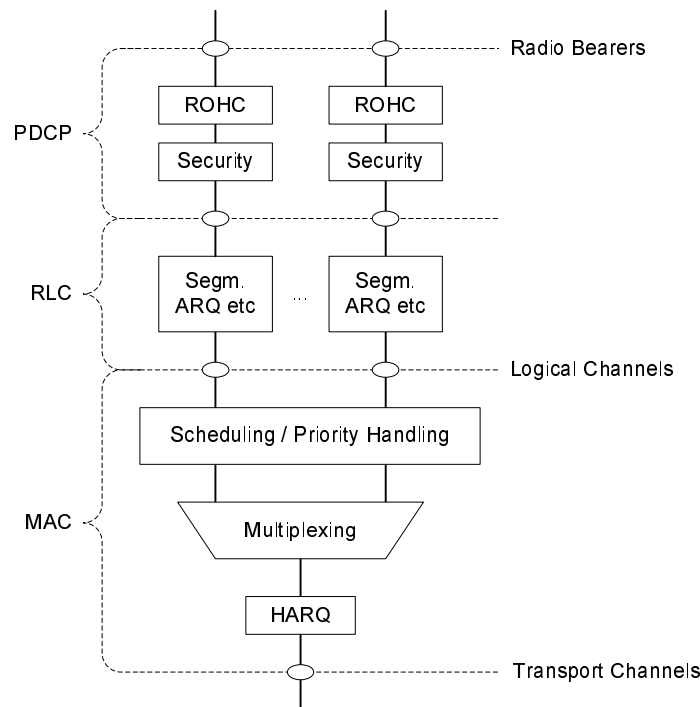 Radio Bearers
ROHC
ROHC
PDCP
Security
Security
Segm.
ARQ etc
...
Segm.
ARQ etc
RLC
Logical Channels
Scheduling / Priority Handling
MAC
Multiplexing
HARQ
Transport Channels